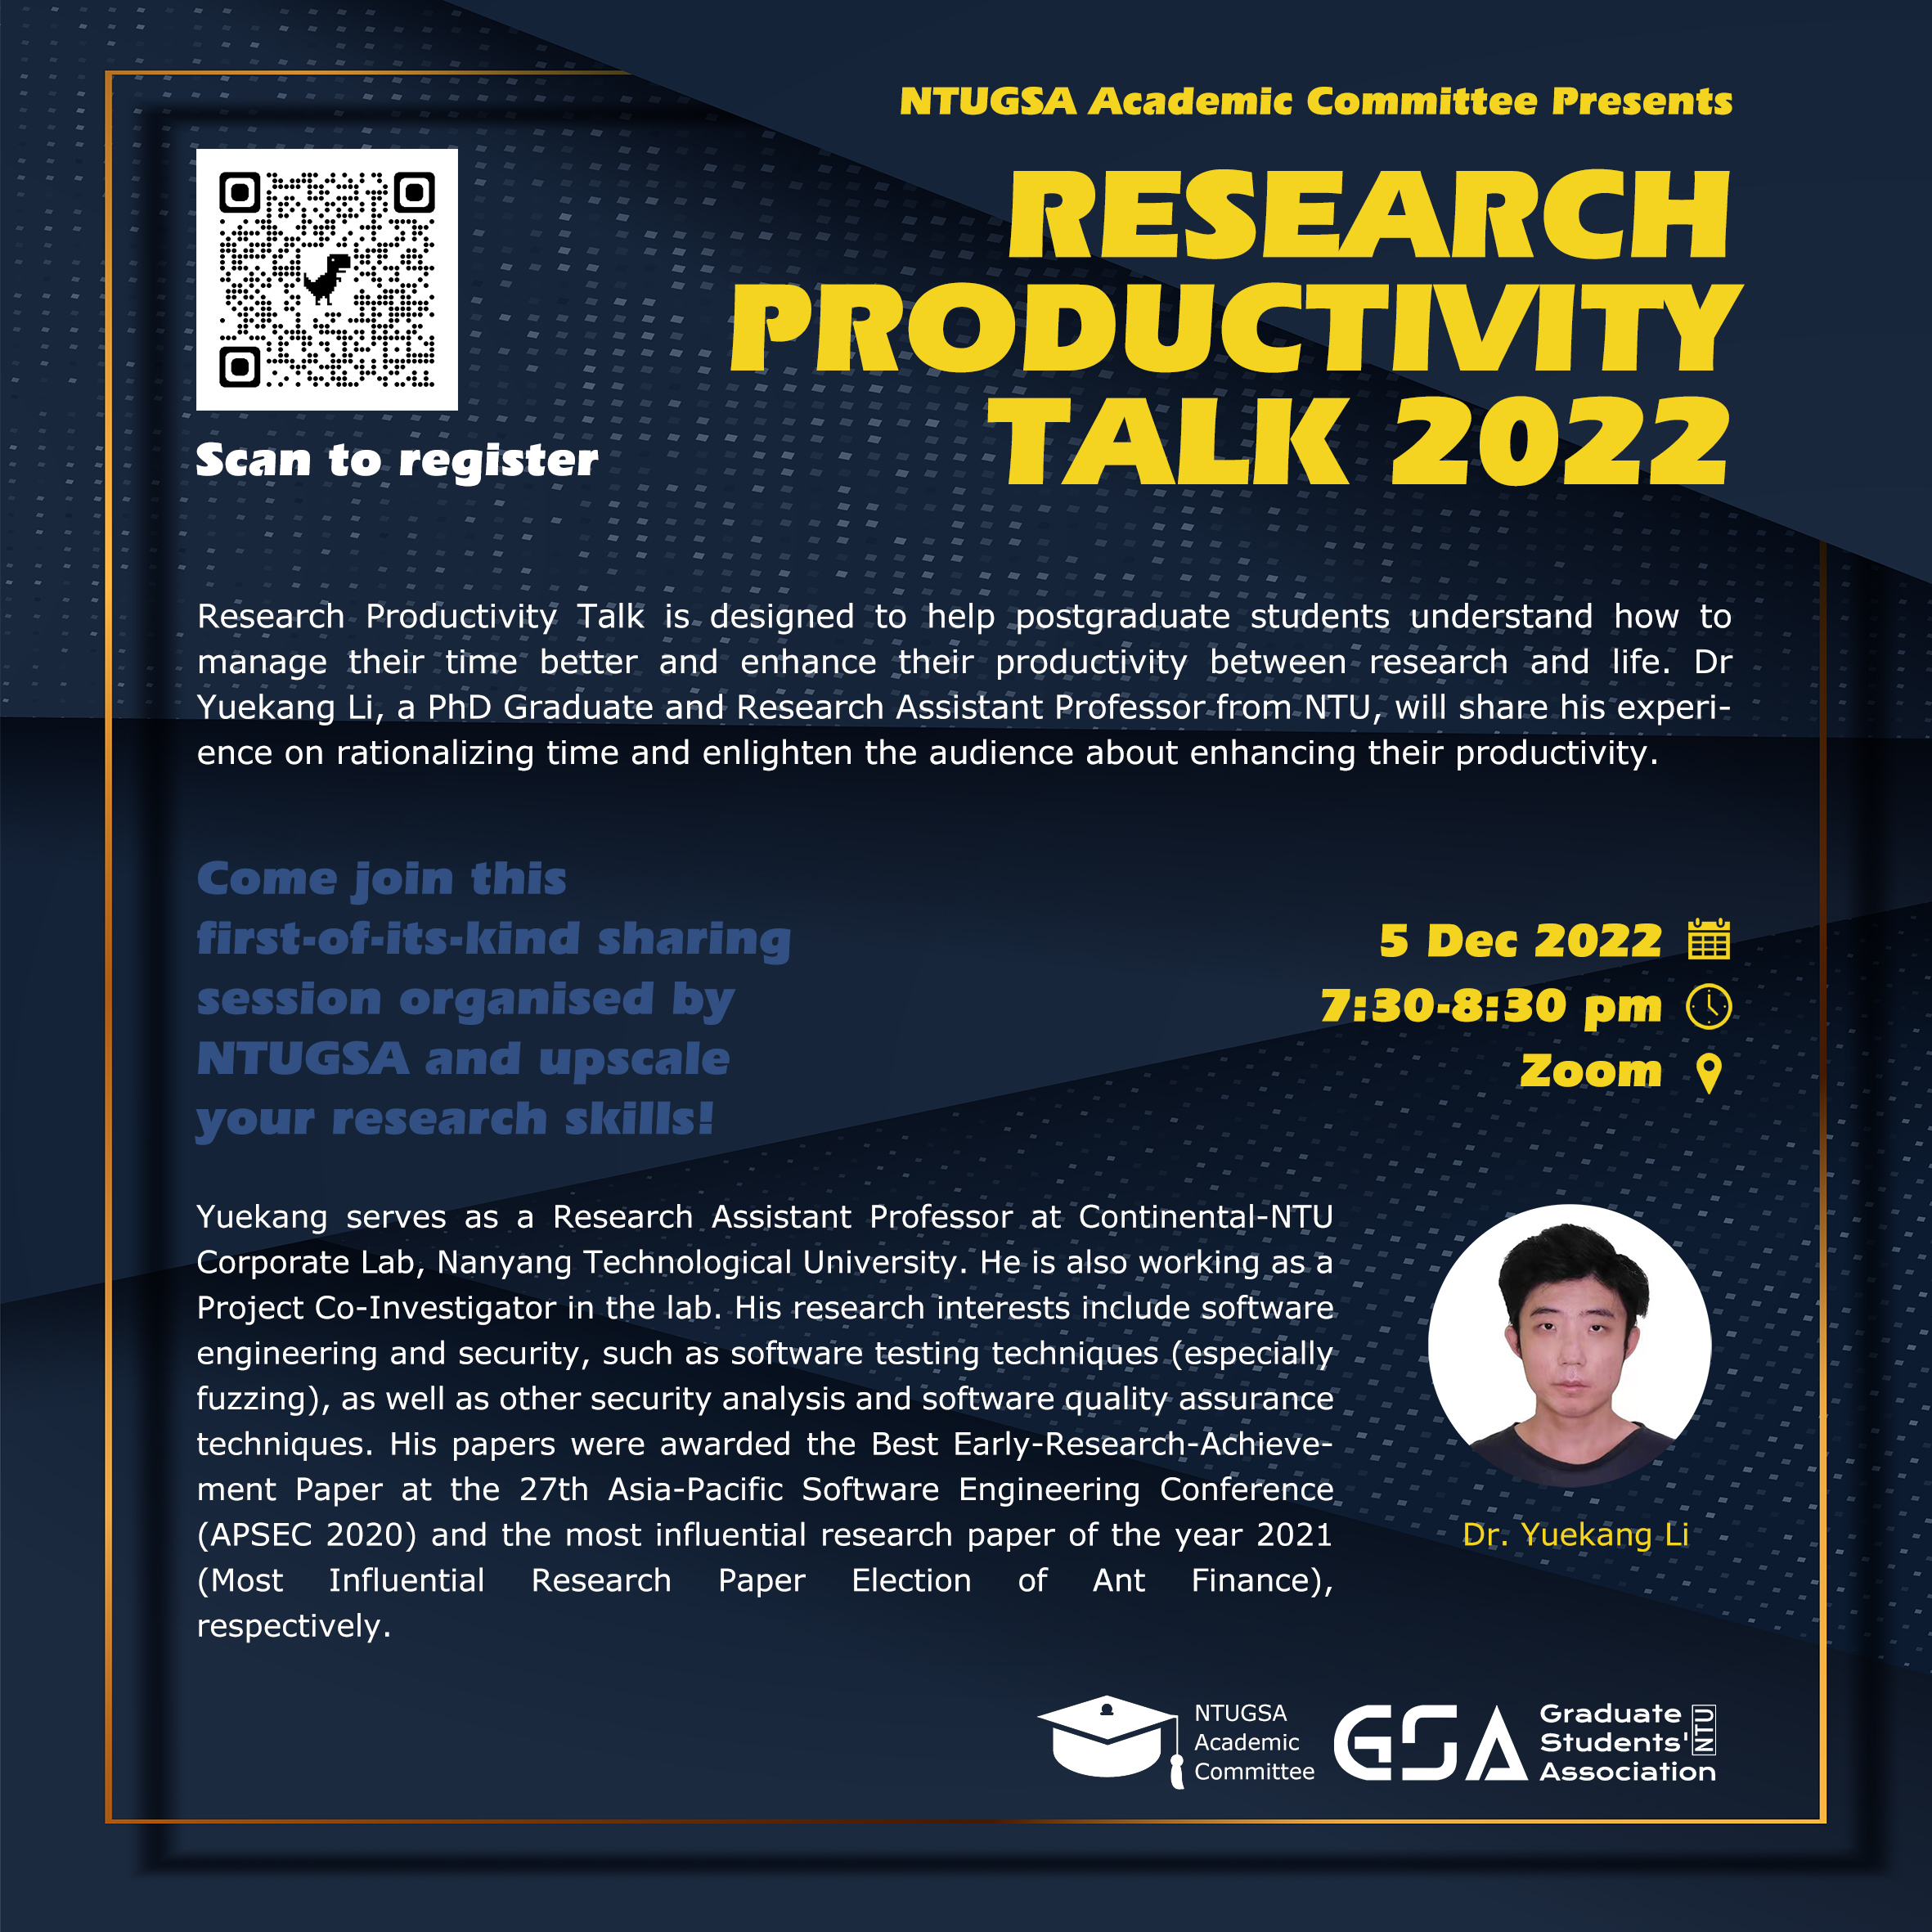 NTUGSA Academic Committee Presents
RESEARCH
PRODUCTIVITY
TALK 2022
Scan to register
Research Productivity Talk is designed to help postgraduate students understand how to
manage their time better and enhance their productivity between research and life. Dr
Yuekang Li, a PhD Graduate and Research Assistant Professor from NTU, will share his experi-
ence on rationalizing time and enlighten the audience about enhancing their productivity.
Come join this
first-of-its-kind sharing
session organised by
NTUGSA and upscale
your research skills!
5 Dec 2022
7:30-8:30 pm
Zoom
Yuekang serves as a Research Assistant Professor at Continental-NTU
Corporate Lab, Nanyang Technological University. He is also working as a
Project Co-Investigator in the lab. His research interests include software
engineering and security, such as software testing techniques (especially
fuzzing), as well as other security analysis and software quality assurance
techniques. His papers were awarded the Best Early-Research-Achieve-
ment Paper at the 27th Asia-Pacific Software Engineering Conference
(APSEC 2020) and the most influential research paper of the year 2021
(Most Influential Research Paper Election of Ant Finance),
respectively.
Dr. Yuekang Li
NTUGSA
Academic
Committee
GSA
Graduate
Students'
Association
NTU